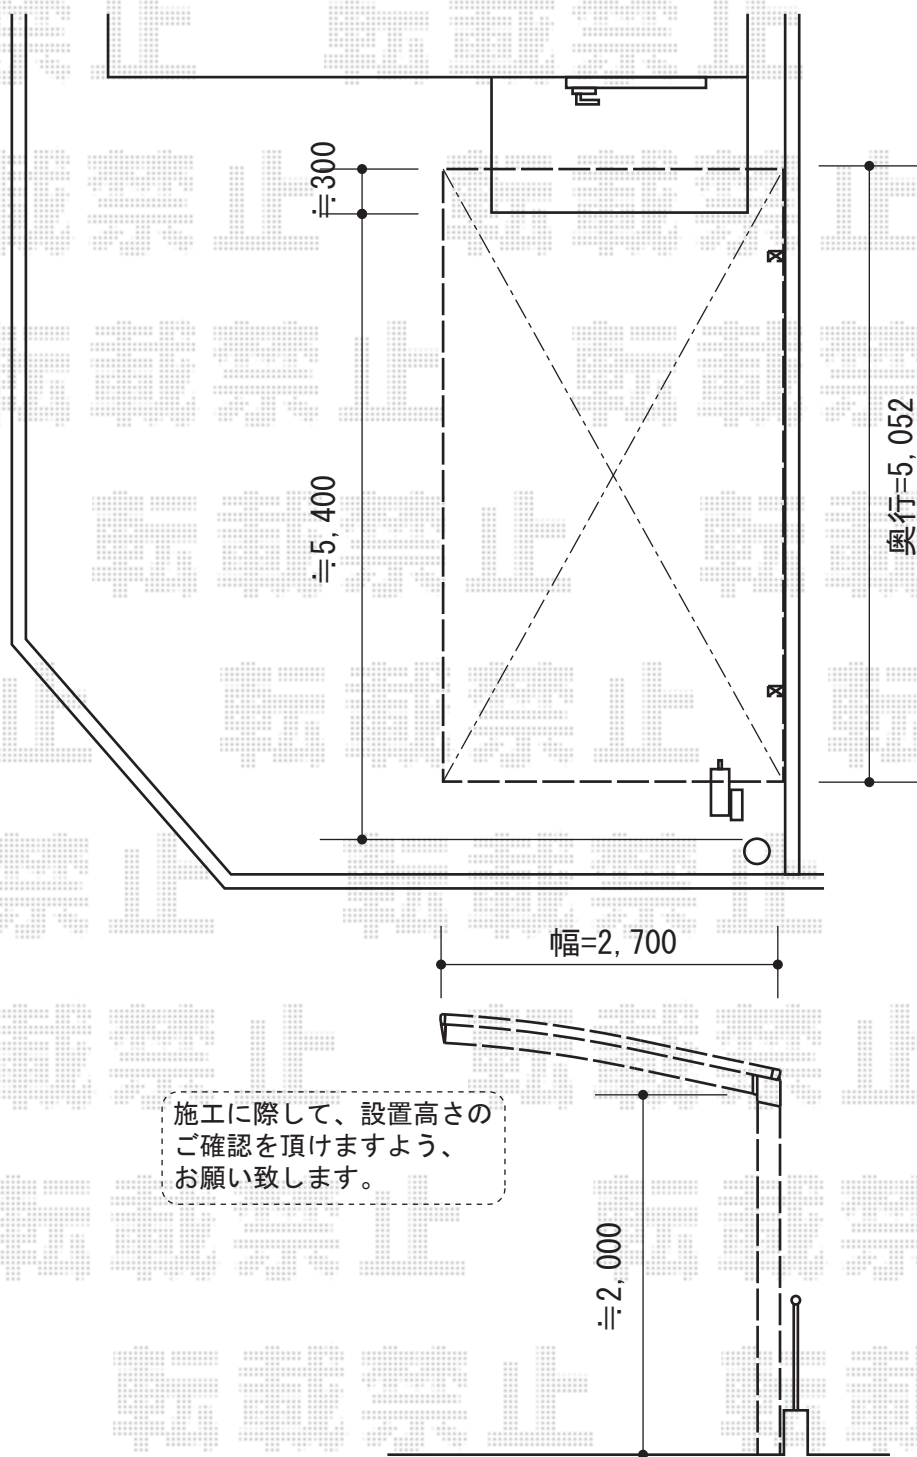 ≒300
≒5,400
奥行=5,052
幅=2,700
施工に際して、設置高さの
ご確認を頂けますよう、
お願い致します。
≒2,000
転載禁止